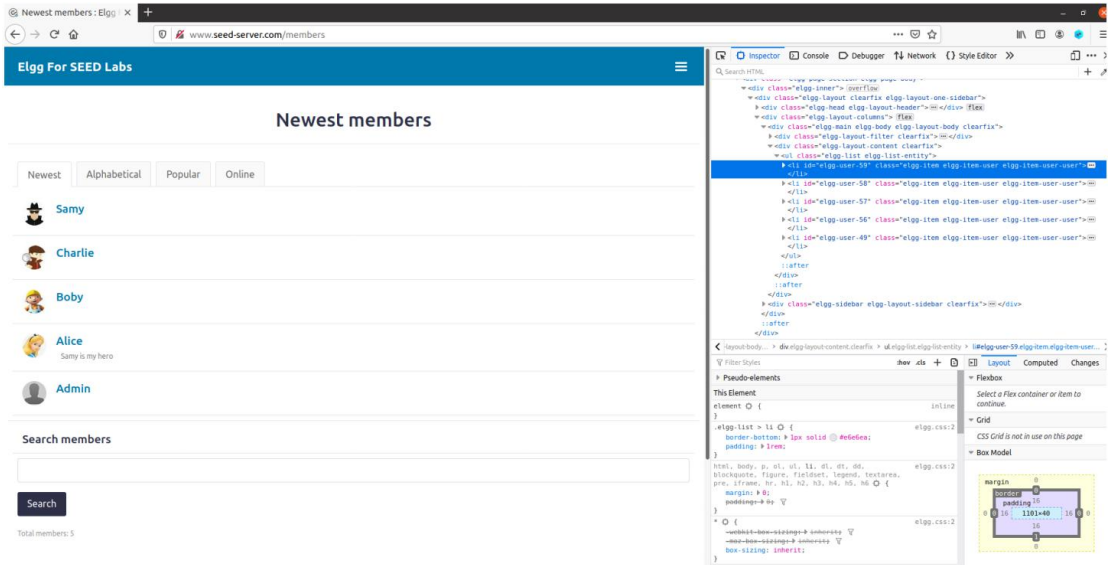 Newest members : Elgg
www.seed-server.com/members
Elgg For SEED Labs
Newest members
Newest Alphabetical Popular Online
Samy
Charlie
Boby
Alice
Samy is my hero
Admin
Search members
Search
Total members: 5
Inspector Console Debugger Network {} Style Editor
Search HTML
<div class="elgg-inner"> overflow
<div class="elgg-layout clearfix elgg-layout-one-sidebar">
<div class="elgg-head elgg-layout-header"></div> flex
<div class="elgg-layout-columns"> flex
<div class="elgg-main elgg-body elgg-layout-body clearfix">
<div class="elgg-layout-filter clearfix"></div>
<div class="elgg-layout-content clearfix">
<ul class="elgg-list elgg-list-entity">
<li id="elgg-user-59" class="elgg-item elgg-item-user elgg-item-user-user">
</li>
<li id="elgg-user-58" class="elgg-item elgg-item-user elgg-item-user-user">
</li>
<li id="elgg-user-57" class="elgg-item elgg-item-user elgg-item-user-user">
</li>
<li id="elgg-user-56" class="elgg-item elgg-item-user elgg-item-user-user">
</li>
<li id="elgg-user-49" class="elgg-item elgg-item-user elgg-item-user-user">
</li>
</ul>
::after
</div>
::after
</div>
<div class="elgg-sidebar elgg-layout-sidebar clearfix"></div>
</div>
::after
</div>
layout-body... > div.elgg-layout-content.clearfix > ul.elgg-list.elgg-list-entity > li#elgg-user-59.elgg-item.elgg-item-user...
Filter Styles :hov .cls +
Pseudo-elements
This Element
element { inline
}
.elgg-list > li { elgg.css:2
border-bottom: 1px solid #e6e6ea;
padding: 1rem;
}
html, body, p, ol, ul, li, dl, dt, dd, elgg.css:2
blockquote, figure, fieldset, legend, textarea,
pre, iframe, hr, h1, h2, h3, h4, h5, h6 {
margin: 0;
padding: 0;
}
* { elgg.css:2
-webkit-box-sizing: inherit;
-moz-box-sizing: inherit;
box-sizing: inherit;
}
Layout Computed Changes
Flexbox
Select a Flex container or item to
continue.
Grid
CSS Grid is not in use on this page
Box Model
margin 0
border 0
padding 16
0 0 16 1101×40 16 0 0
16
1
0